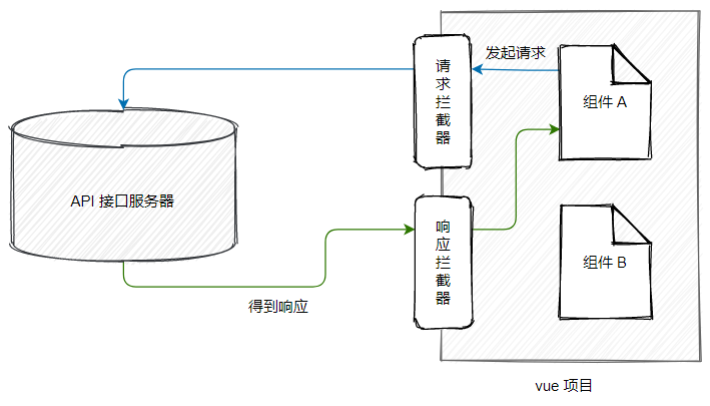 发起请求
请求拦截器
组件 A
API 接口服务器
响应拦截器
组件 B
得到响应
vue 项目